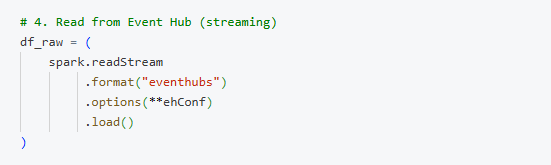 # 4. Read from Event Hub (streaming)
df_raw = (
    spark.readStream
        .format("eventhubs")
        .options(**ehConf)
        .load()
)